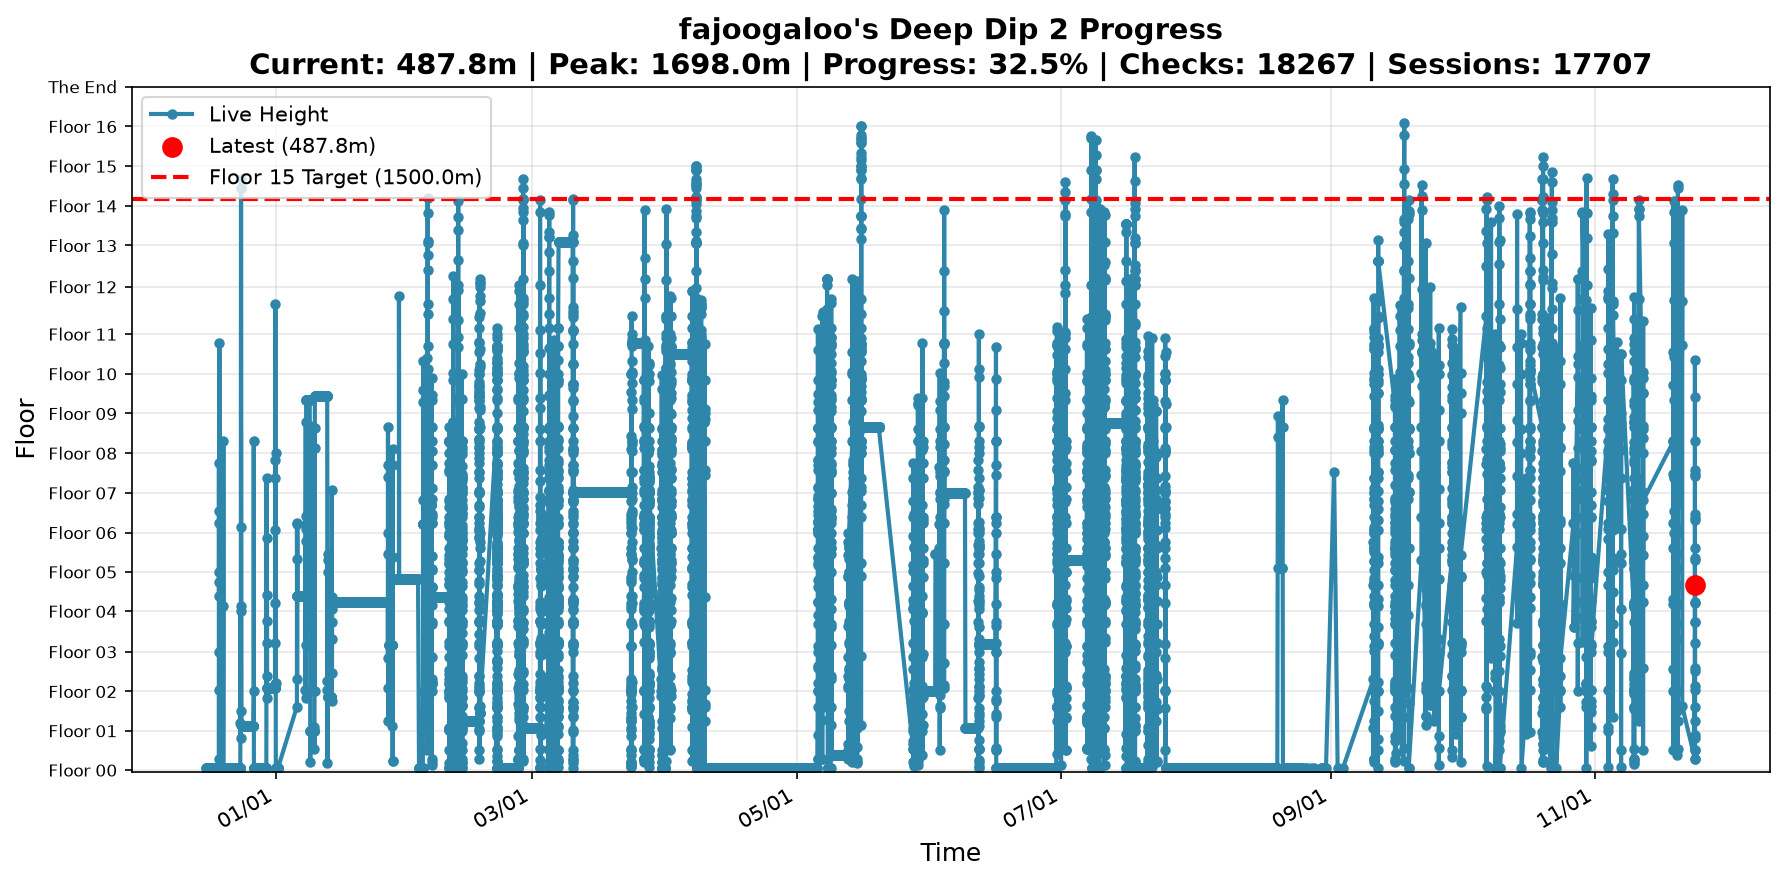 fajoogaloo's Deep Dip 2 Progress
Current: 487.8m | Peak: 1698.0m | Progress: 32.5% | Checks: 18267 | Sessions: 17707
Live Height
Latest (487.8m)
Floor 15 Target (1500.0m)
The End
Floor 16
Floor 15
Floor 14
Floor 13
Floor 12
Floor 11
Floor 10
Floor 09
Floor 08
Floor 07
Floor 06
Floor 05
Floor 04
Floor 03
Floor 02
Floor 01
Floor 00
Floor
01/01
03/01
05/01
07/01
09/01
11/01
Time